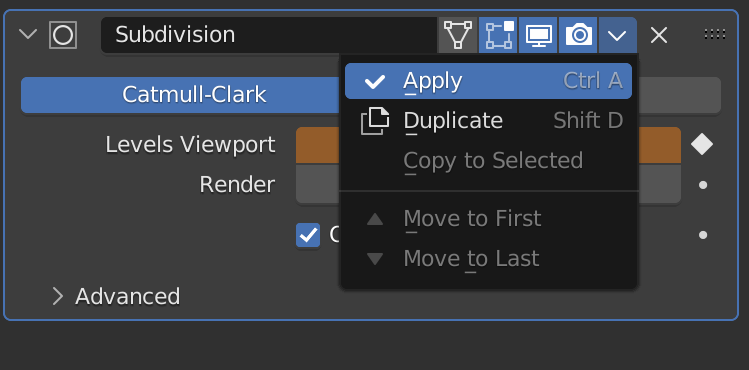 Subdivision
Apply Ctrl A
Catmull-Clark
Duplicate Shift D
Levels Viewport
Copy to Selected
Render
Move to First
Move to Last
Advanced